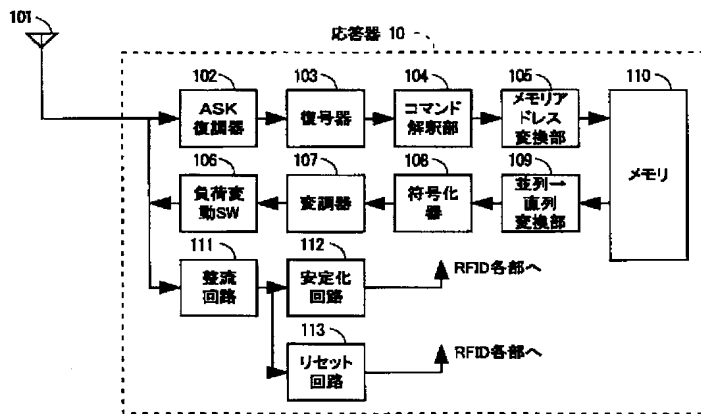 101
応答器 10
102
103
104
105
110
ASK
復調器
復号器
コマンド
解釈部
メモリア
ドレス
変換部
メモリ
106
107
108
109
負荷変
動SW
変調器
符号化
器
並列→
直列
変換部
111
112
整流
回路
安定化
回路
RFID各部へ
113
リセット
回路
RFID各部へ